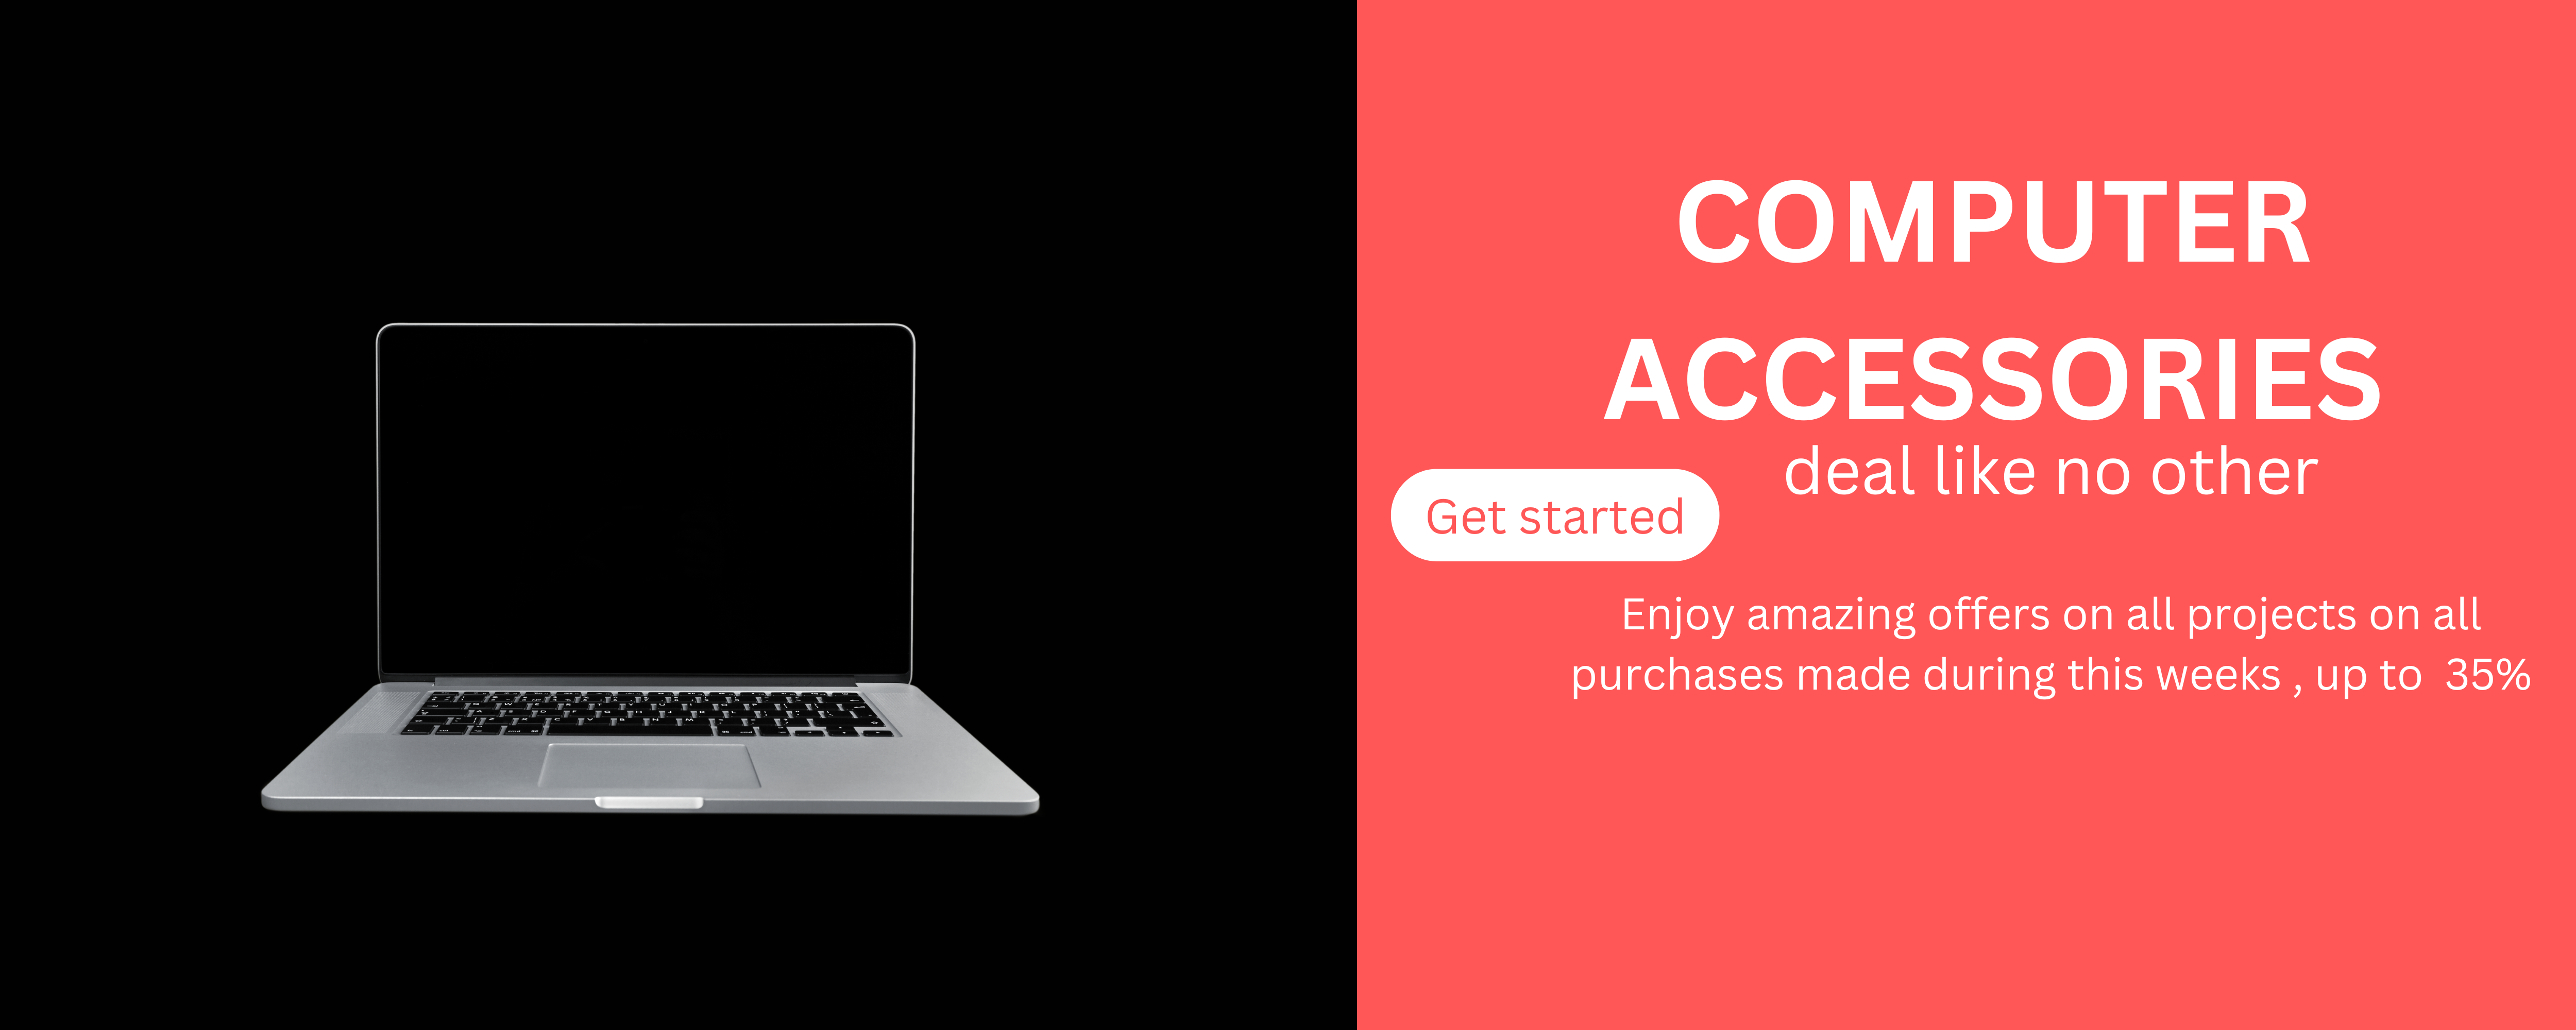 COMPUTER
ACCESSORIES
deal like no other
Get started
Enjoy amazing offers on all projects on all
purchases made during this weeks , up to  35%